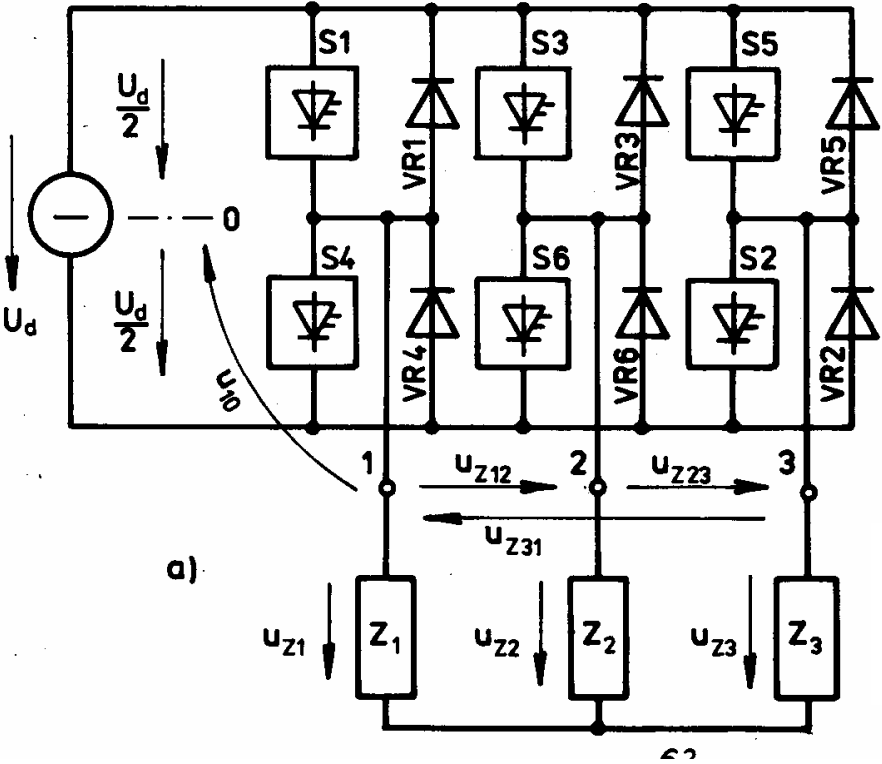 S1 S3 S5
U_d/2
VR1 VR3 VR5
0
U_d
S4 S6 S2
U_d/2
VR4 VR6 VR2
u_10
1 u_Z12 2 u_Z23 3
u_Z31
a)
u_Z1 Z_1 u_Z2 Z_2 u_Z3 Z_3